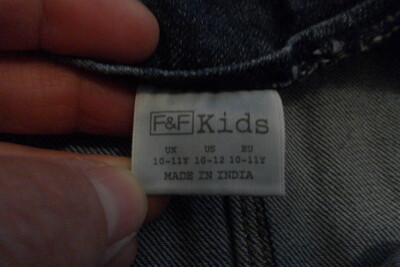 F&F Kids
UK US EU
10-11Y 10-12 10-11Y
MADE IN INDIA